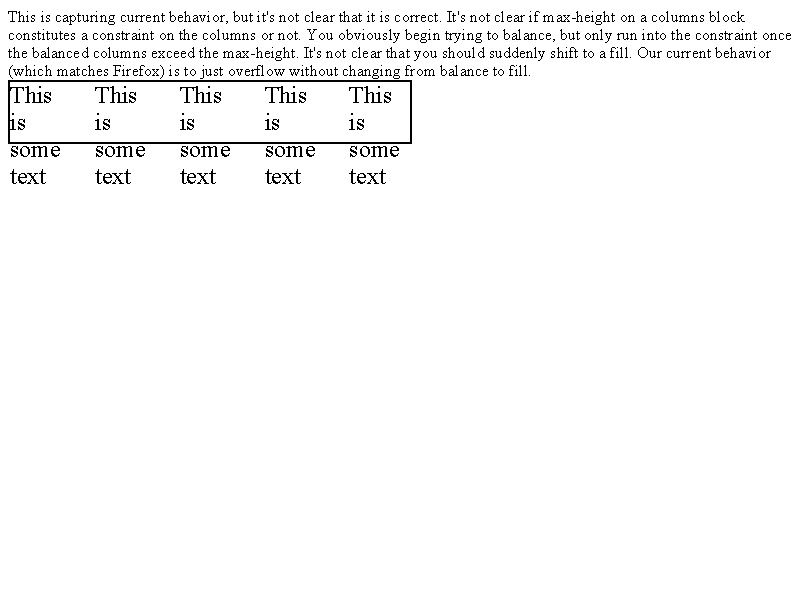 This is capturing current behavior, but it's not clear that it is correct. It's not clear if max-height on a columns block
constitutes a constraint on the columns or not. You obviously begin trying to balance, but only run into the constraint once
the balanced columns exceed the max-height. It's not clear that you should suddenly shift to a fill. Our current behavior
(which matches Firefox) is to just overflow without changing from balance to fill.
This This This This This
is is is is is
some some some some some
text text text text text